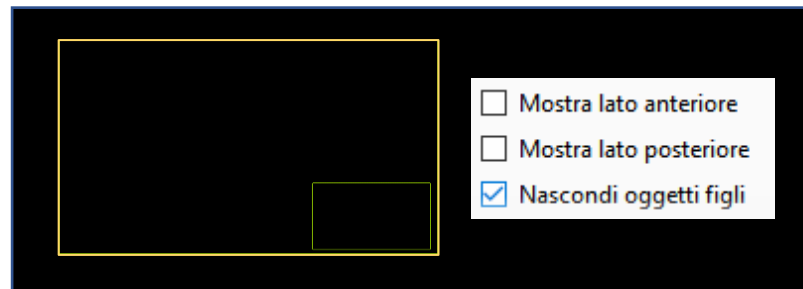 Mostra lato anteriore
Mostra lato posteriore
Nascondi oggetti figli